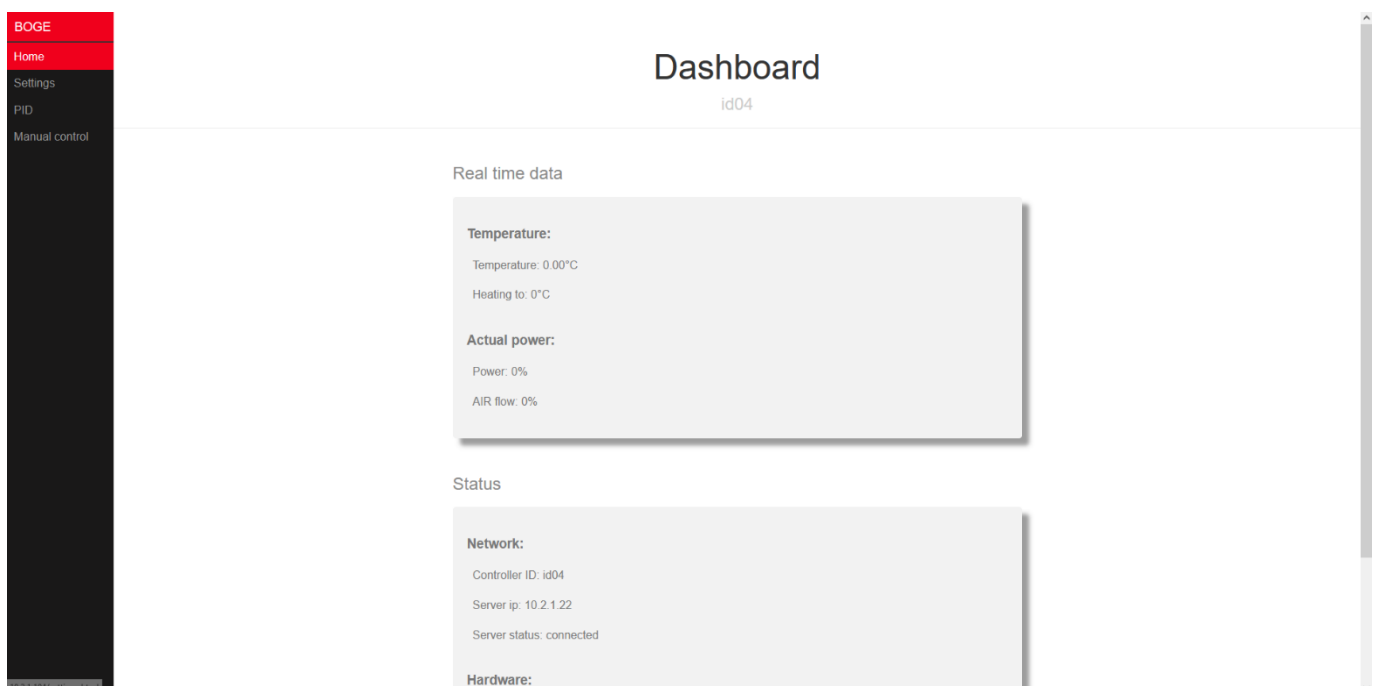 BOGE
Home
Settings
PID
Manual control
Dashboard
id04
Real time data
Temperature:
Temperature: 0.00°C
Heating to: 0°C
Actual power:
Power: 0%
AIR flow: 0%
Status
Network:
Controller ID: id04
Server ip: 10.2.1.22
Server status: connected
Hardware: